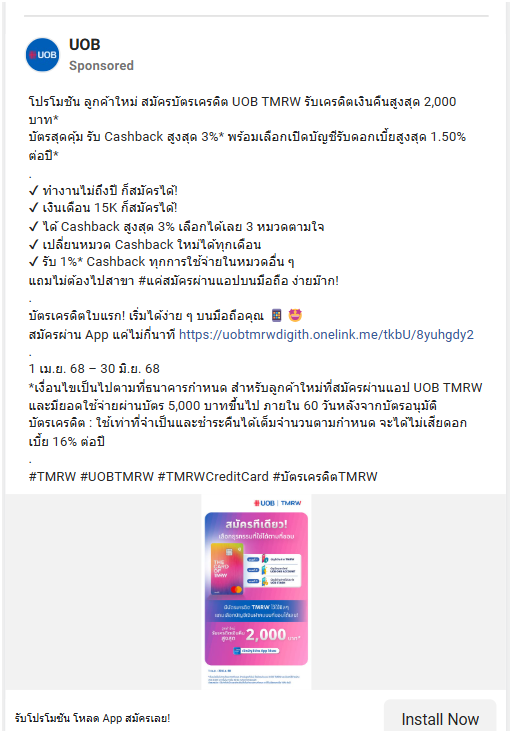 UOB
UOB
Sponsored
โปรโมชัน ลูกค้าใหม่ สมัครบัตรเครดิต UOB TMRW รับเครดิตเงินคืนสูงสุด 2,000
บาท*
บัตรสุดคุ้ม รับ Cashback สูงสุด 3%* พร้อมเลือกเปิดบัญชีรับดอกเบี้ยสูงสุด 1.50%
ต่อปี*
.
✓ ทำงานไม่ถึงปี ก็สมัครได้!
✓ เงินเดือน 15K ก็สมัครได้!
✓ ได้ Cashback สูงสุด 3% เลือกได้เลย 3 หมวดตามใจ
✓ เปลี่ยนหมวด Cashback ใหม่ได้ทุกเดือน
✓ รับ 1%* Cashback ทุกการใช้จ่ายในหมวดอื่น ๆ
แถมไม่ต้องไปสาขา #แค่สมัครผ่านแอปบนมือถือ ง่ายม๊าก!
.
บัตรเครดิตใบแรก! เริ่มได้ง่าย ๆ บนมือถือคุณ 📱 🤩
สมัครผ่าน App แค่ไม่กี่นาที https://uobtmrwdigith.onelink.me/tkbU/8yuhgdy2
.
1 เม.ย. 68 – 30 มิ.ย. 68
*เงื่อนไขเป็นไปตามที่ธนาคารกำหนด สำหรับลูกค้าใหม่ที่สมัครผ่านแอป UOB TMRW
และมียอดใช้จ่ายผ่านบัตร 5,000 บาทขึ้นไป ภายใน 60 วันหลังจากบัตรอนุมัติ
บัตรเครดิต : ใช้เท่าที่จำเป็นและชำระคืนได้เต็มจำนวนตามกำหนด จะได้ไม่เสียดอก
เบี้ย 16% ต่อปี
.
#TMRW #UOBTMRW #TMRWCreditCard #บัตรเครดิตTMRW
UOB | TMRW
สมัครทีเดียว!
เลือกธุรกรรมที่ใช้ได้ตามที่ชอบ
THE
CARD
OF
TMRW
2,000
รับโปรโมชัน โหลด App สมัครเลย!
Install Now